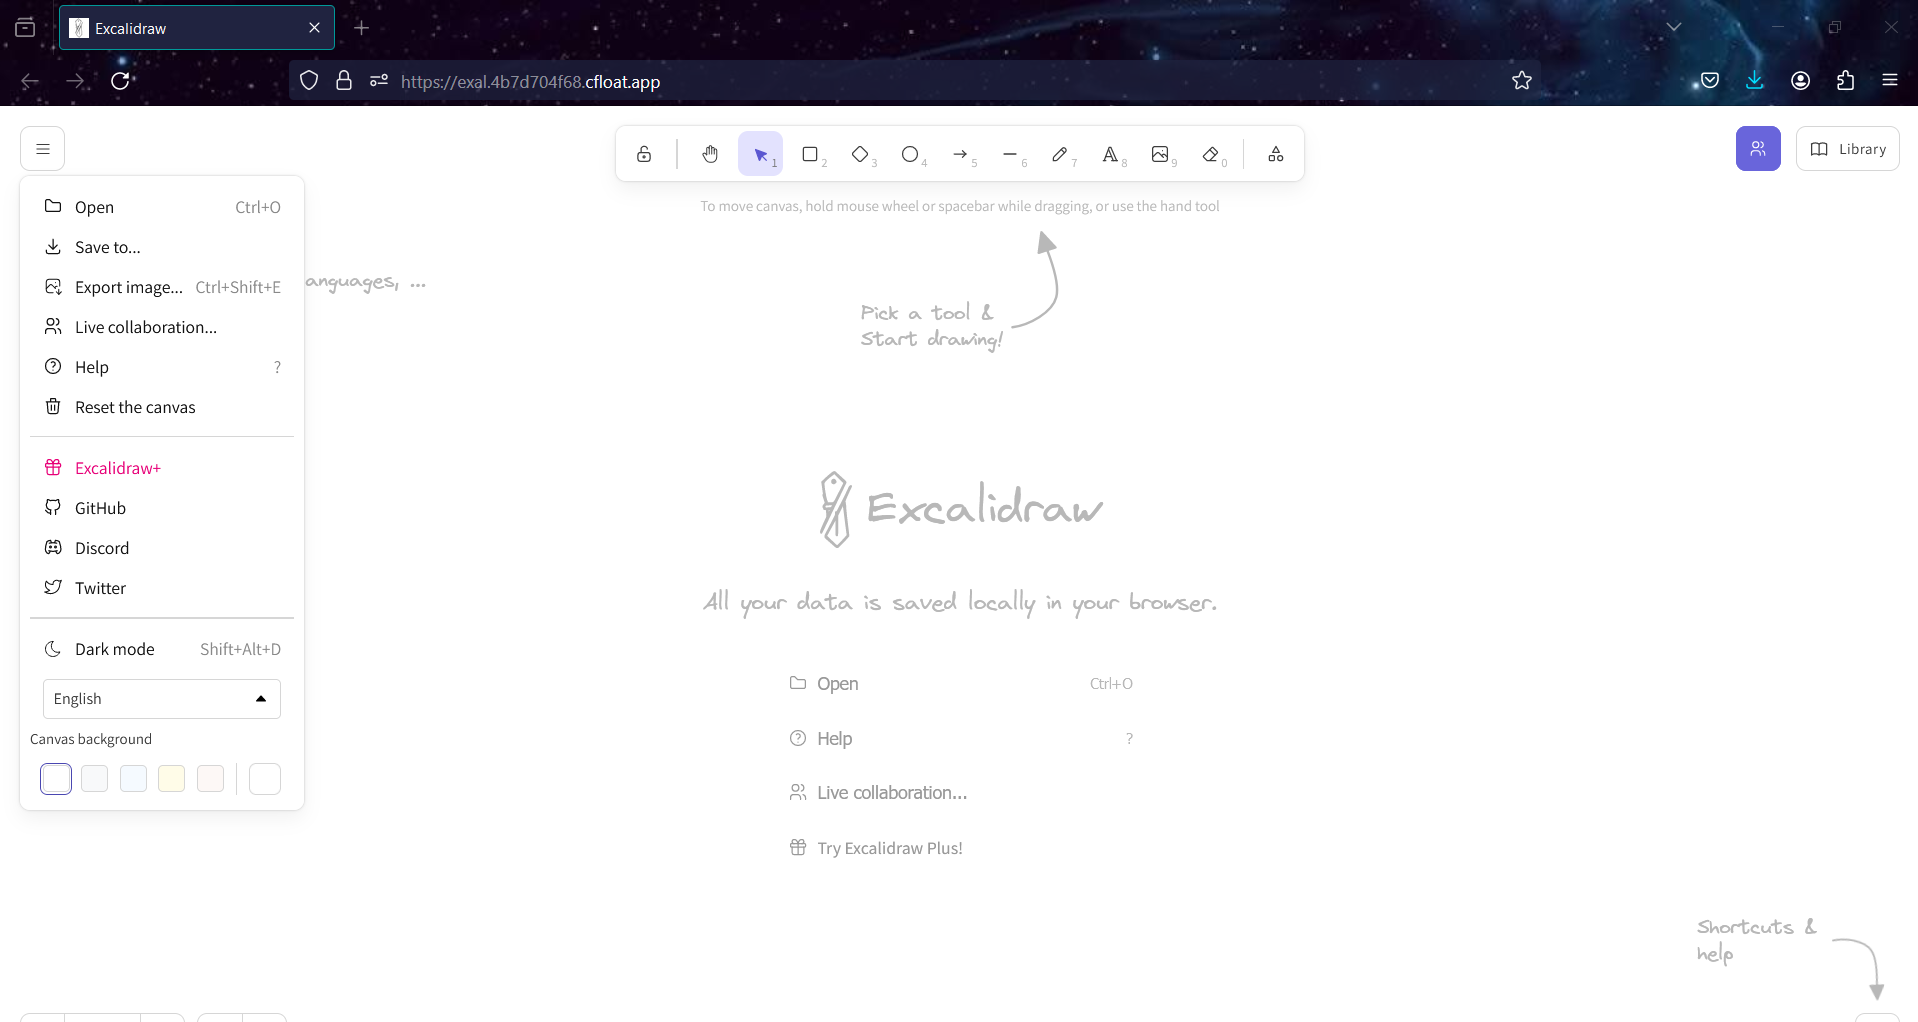 Excalidraw
https://exal.4b7d704f68.cfloat.app
1
2
3
4
5
6
7
8
9
0
Library
To move canvas, hold mouse wheel or spacebar while dragging, or use the hand tool
Open Ctrl+O
Save to...
Export image... Ctrl+Shift+E
Live collaboration...
Help ?
Reset the canvas
Excalidraw+
GitHub
Discord
Twitter
Dark mode Shift+Alt+D
English
Canvas background
anguages, ...
Pick a tool &
Start drawing!
Excalidraw
All your data is saved locally in your browser.
Open Ctrl+O
Help ?
Live collaboration...
Try Excalidraw Plus!
Shortcuts &
help